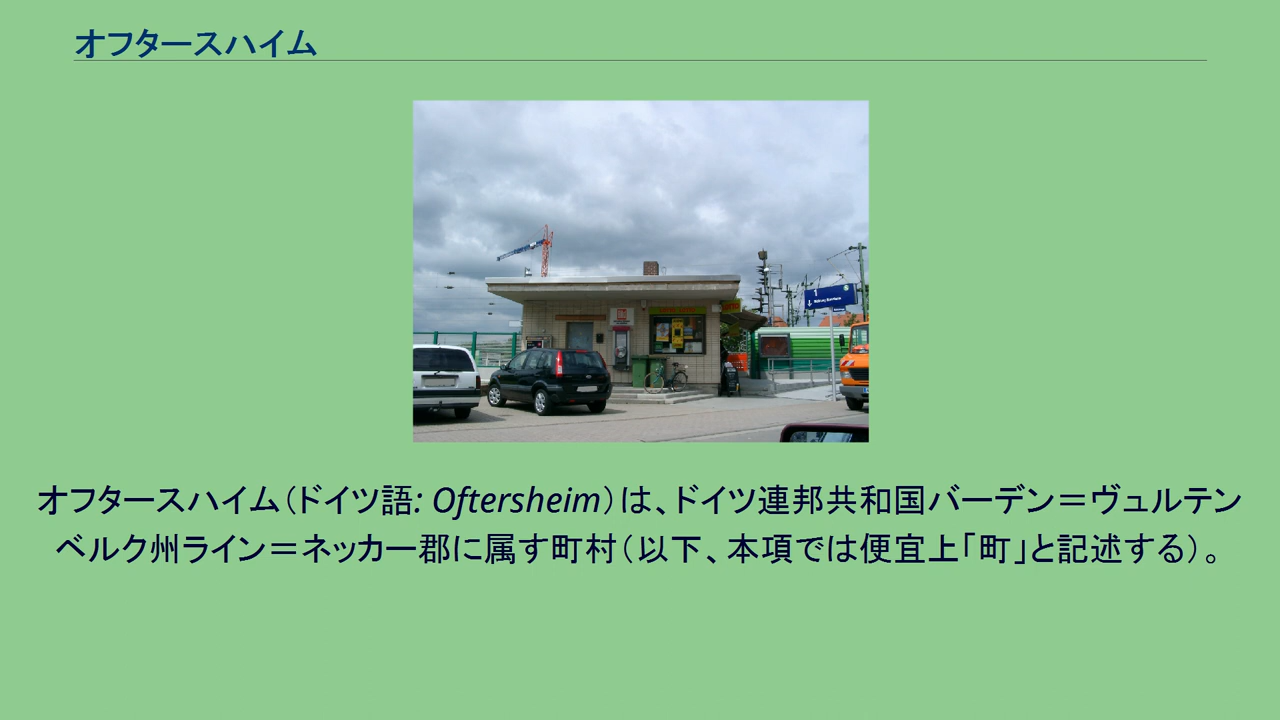 オフタースハイム
オフタースハイム（ドイツ語: Oftersheim）は、ドイツ連邦共和国バーデン＝ヴュルテン
ベルク州ライン＝ネッカー郡に属す町村（以下、本項では便宜上「町」と記述する）。